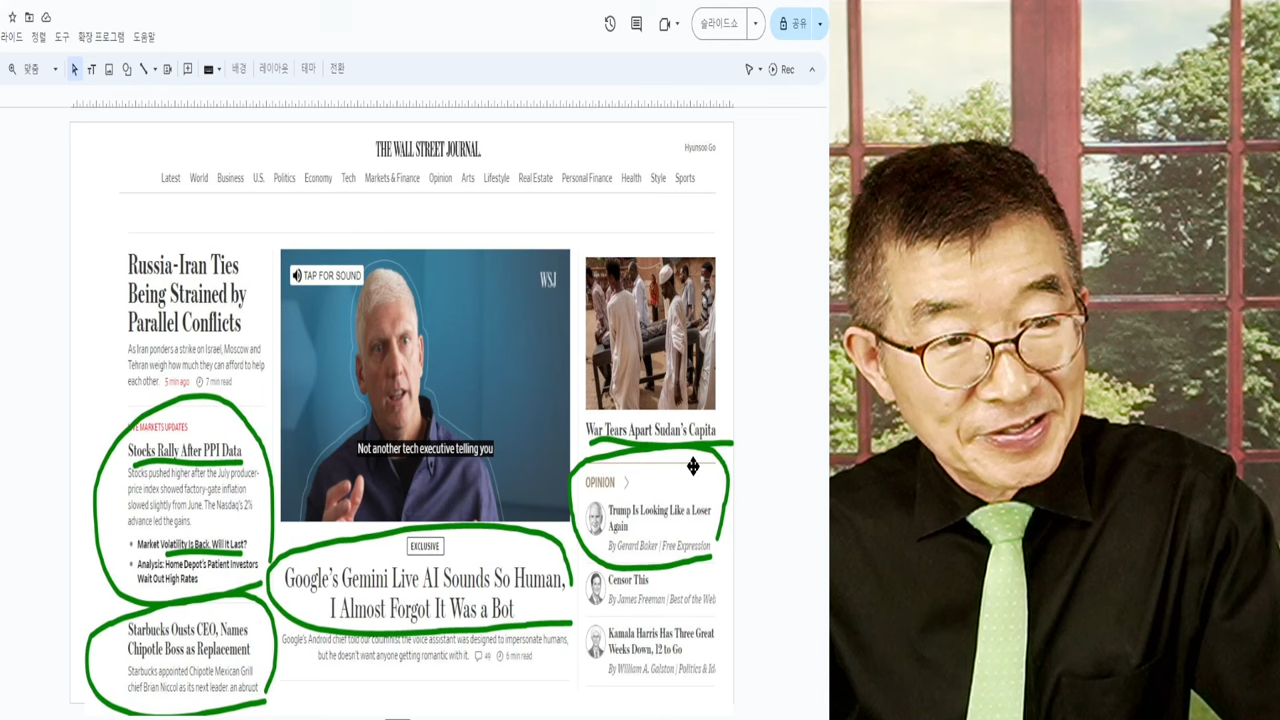 라이드 정렬 도구 확장 프로그램 도움말
슬라이드쇼
공유
맞춤
배경 레이아웃 테마 전환
Rec
THE WALL STREET JOURNAL.
Hyunsoo Go
Latest World Business U.S. Politics Economy Tech Markets & Finance Opinion Arts Lifestyle Real Estate Personal Finance Health Style Sports
Russia-Iran Ties
Being Strained by
Parallel Conflicts
As Iran ponders a strike on Israel, Moscow and
Tehran weigh how much they can afford to help
each other. 5 min ago 7 min read
MARKETS UPDATES
Stocks Rally After PPI Data
Stocks pushed higher after the July producer-
price index showed factory-gate inflation
slowed slightly from June. The Nasdaq's 2%
advance led the gains.
• Market Volatility Is Back. Will It Last?
• Analysis: Home Depot's Patient Investors
Wait Out High Rates
Starbucks Ousts CEO, Names
Chipotle Boss as Replacement
Starbucks appointed Chipotle Mexican Grill
chief Brian Niccol as its next leader, an abrupt
TAP FOR SOUND
WSJ
Not another tech executive telling you
EXCLUSIVE
Google's Gemini Live AI Sounds So Human,
I Almost Forgot It Was a Bot
Google's Android chief told our columnist the voice assistant was designed to impersonate humans,
but he doesn't want anyone getting romantic with it. 49 6 min read
War Tears Apart Sudan's Capita
OPINION
Trump Is Looking Like a Loser
Again
By Gerard Baker | Free Expression
Censor This
By James Freeman | Best of the Web
Kamala Harris Has Three Great
Weeks Down, 12 to Go
By William A. Galston | Politics & Id